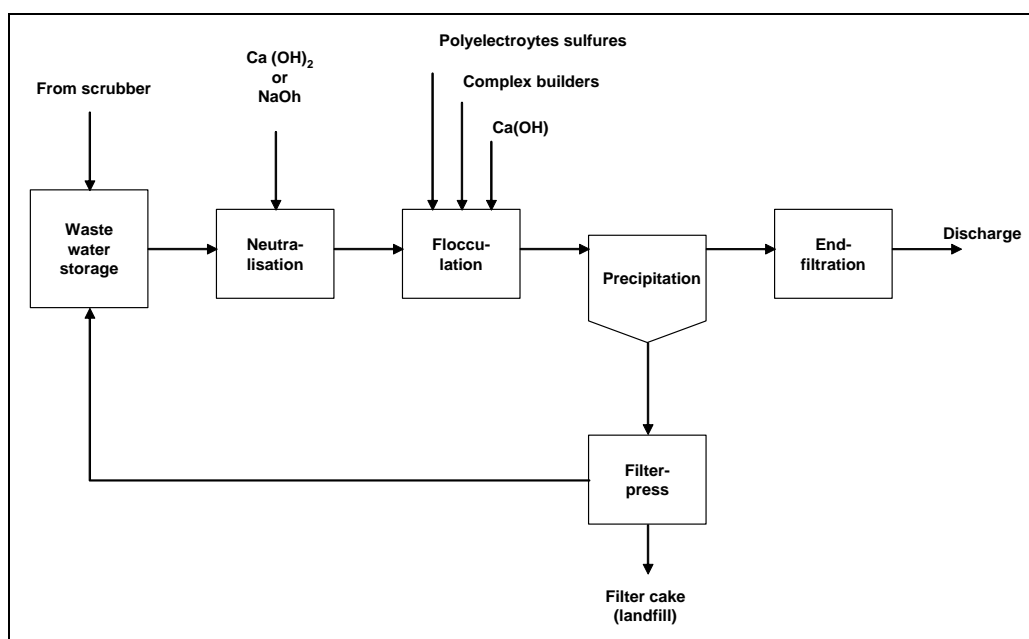 Polyelectroytes sulfures
Ca (OH)₂
or
NaOh
Complex builders
From scrubber
Ca(OH)
Waste
water
storage
Neutra-
lisation
Floccu-
lation
Precipitation
End-
filtration
Discharge
Filter-
press
Filter cake
(landfill)